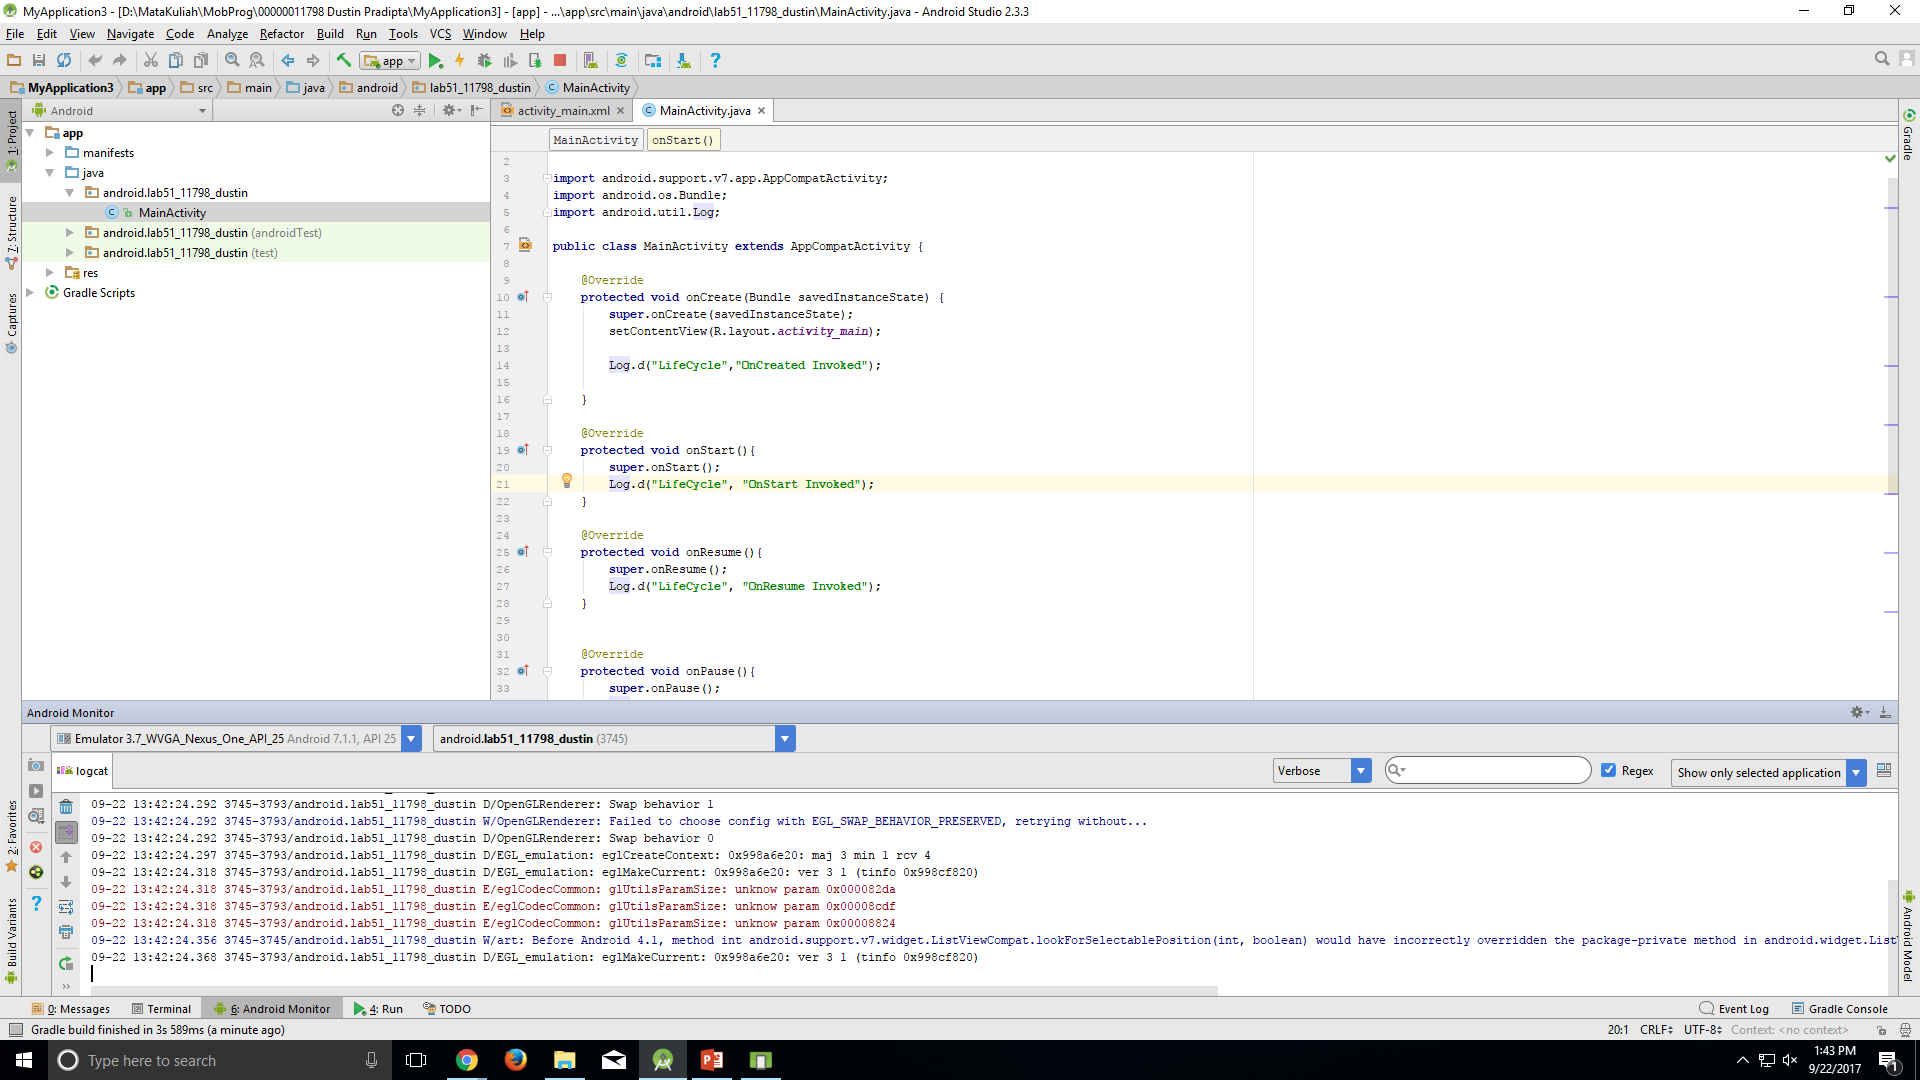 MyApplication3 - [D:\MataKuliah\MobProg\00000011798 Dustin Pradipta\MyApplication3] - [app] - ...\app\src\main\java\android\lab51_11798_dustin\MainActivity.java - Android Studio 2.3.3
File Edit View Navigate Code Analyze Refactor Build Run Tools VCS Window Help
app
MyApplication3 app src main java android lab51_11798_dustin MainActivity
Android
activity_main.xml MainActivity.java
1: Project
7: Structure
Captures
2: Favorites
Build Variants
Gradle
Android Model
app
manifests
java
android.lab51_11798_dustin
MainActivity
android.lab51_11798_dustin (androidTest)
android.lab51_11798_dustin (test)
res
Gradle Scripts
MainActivity onStart()
2
3 import android.support.v7.app.AppCompatActivity;
4 import android.os.Bundle;
5 import android.util.Log;
6
7 public class MainActivity extends AppCompatActivity {
8
9 @Override
10 protected void onCreate(Bundle savedInstanceState) {
11 super.onCreate(savedInstanceState);
12 setContentView(R.layout.activity_main);
13
14 Log.d("LifeCycle","OnCreated Invoked");
15
16 }
17
18 @Override
19 protected void onStart(){
20 super.onStart();
21 Log.d("LifeCycle", "OnStart Invoked");
22 }
23
24 @Override
25 protected void onResume(){
26 super.onResume();
27 Log.d("LifeCycle", "OnResume Invoked");
28 }
29
30
31 @Override
32 protected void onPause(){
33 super.onPause();
Android Monitor
Emulator 3.7_WVGA_Nexus_One_API_25 Android 7.1.1, API 25 android.lab51_11798_dustin (3745)
logcat Verbose Regex Show only selected application
09-22 13:42:24.292 3745-3793/android.lab51_11798_dustin D/OpenGLRenderer: Swap behavior 1
09-22 13:42:24.292 3745-3793/android.lab51_11798_dustin W/OpenGLRenderer: Failed to choose config with EGL_SWAP_BEHAVIOR_PRESERVED, retrying without...
09-22 13:42:24.292 3745-3793/android.lab51_11798_dustin D/OpenGLRenderer: Swap behavior 0
09-22 13:42:24.297 3745-3793/android.lab51_11798_dustin D/EGL_emulation: eglCreateContext: 0x998a6e20: maj 3 min 1 rcv 4
09-22 13:42:24.318 3745-3793/android.lab51_11798_dustin D/EGL_emulation: eglMakeCurrent: 0x998a6e20: ver 3 1 (tinfo 0x998cf820)
09-22 13:42:24.318 3745-3793/android.lab51_11798_dustin E/eglCodecCommon: glUtilsParamSize: unknow param 0x000082da
09-22 13:42:24.318 3745-3793/android.lab51_11798_dustin E/eglCodecCommon: glUtilsParamSize: unknow param 0x00008cdf
09-22 13:42:24.318 3745-3793/android.lab51_11798_dustin E/eglCodecCommon: glUtilsParamSize: unknow param 0x00008824
09-22 13:42:24.356 3745-3745/android.lab51_11798_dustin W/art: Before Android 4.1, method int android.support.v7.widget.ListViewCompat.lookForSelectablePosition(int, boolean) would have incorrectly overridden the package-private method in android.widget.List
09-22 13:42:24.368 3745-3793/android.lab51_11798_dustin D/EGL_emulation: eglMakeCurrent: 0x998a6e20: ver 3 1 (tinfo 0x998cf820)
0: Messages Terminal 6: Android Monitor 4: Run TODO Event Log Gradle Console
Gradle build finished in 3s 589ms (a minute ago) 20:1 CRLF UTF-8 Context: <no context>
Type here to search 1:43 PM
9/22/2017 1